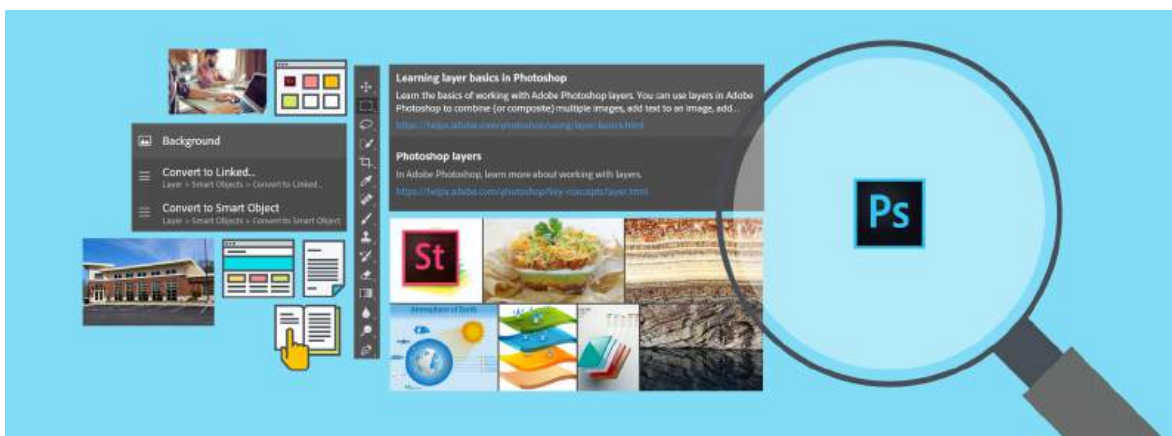 Background
Convert to Linked...
Layer > Smart Objects > Convert to Linked...
Convert to Smart Object
Layer > Smart Objects > Convert to Smart Object
Learning layer basics in Photoshop
Learn the basics of working with Adobe Photoshop layers. You can use layers in Adobe
Photoshop to combine (or composite) multiple images, add text to an image, add...
https://helpx.adobe.com/photoshop/using/layer-basics.html
Photoshop layers
In Adobe Photoshop, learn more about working with layers.
https://helpx.adobe.com/photoshop/key-concepts/layer.html
St
Atmosphere of Earth
Ps